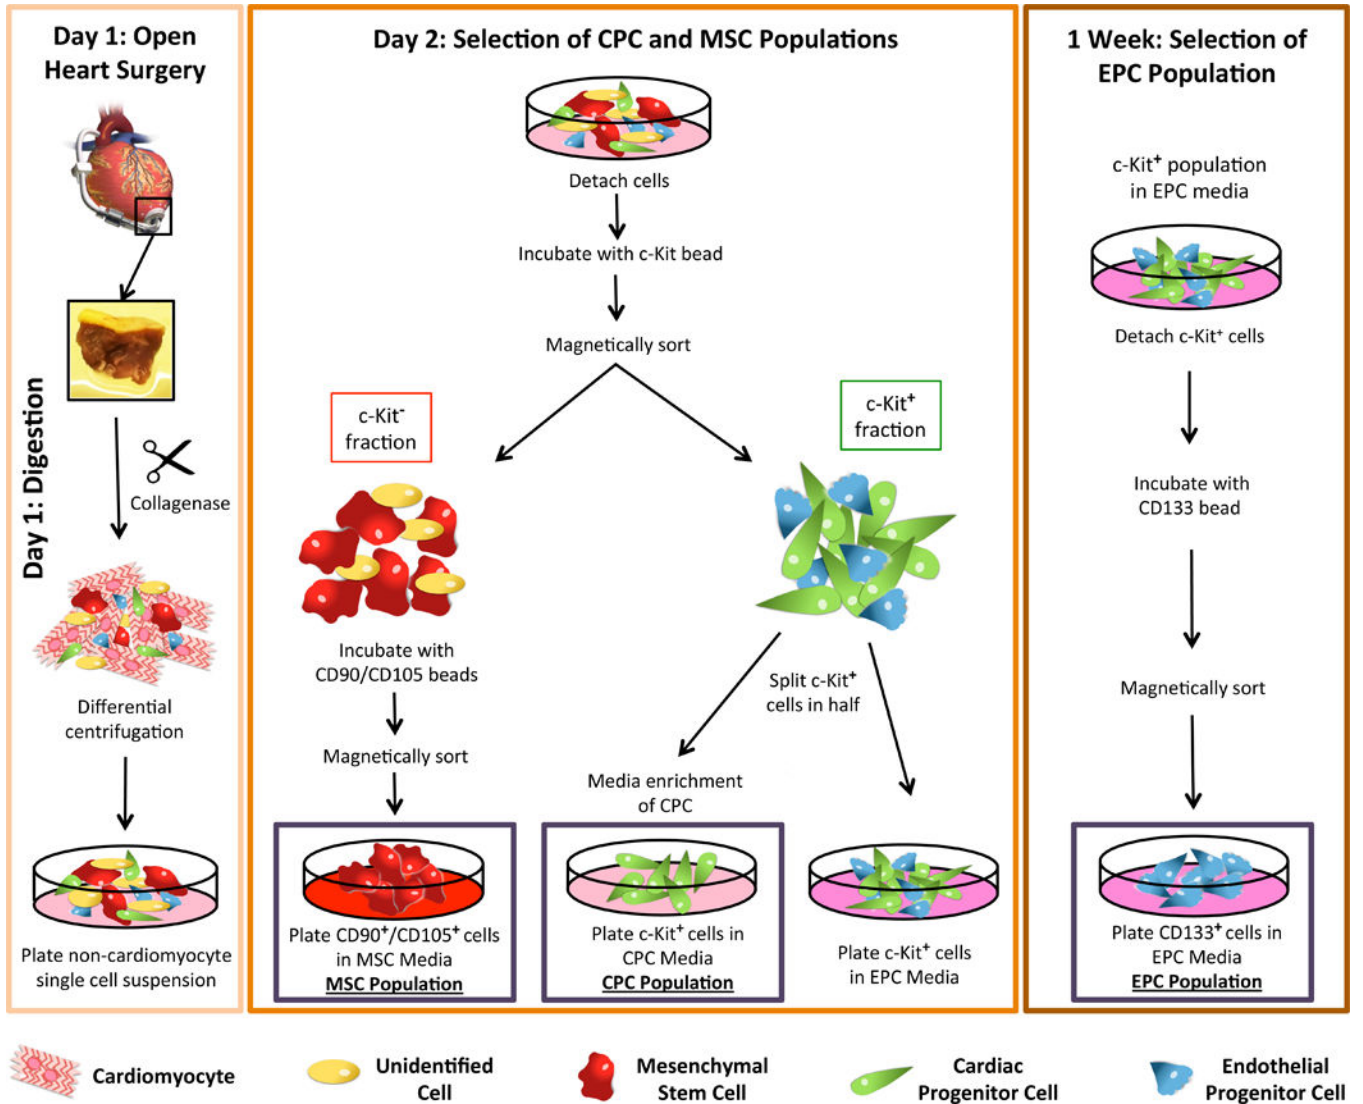 Day 1: Open
Heart Surgery
Day 1: Digestion
Collagenase
Differential
centrifugation
Plate non-cardiomyocyte
single cell suspension
Day 2: Selection of CPC and MSC Populations
Detach cells
Incubate with c-Kit bead
Magnetically sort
c-Kit⁻
fraction
c-Kit⁺
fraction
Incubate with
CD90/CD105 beads
Magnetically sort
Plate CD90⁺/CD105⁺ cells
in MSC Media
MSC Population
Split c-Kit⁺
cells in half
Media enrichment
of CPC
Plate c-Kit⁺ cells in
CPC Media
CPC Population
Plate c-Kit⁺ cells
in EPC Media
1 Week: Selection of
EPC Population
c-Kit⁺ population
in EPC media
Detach c-Kit⁺ cells
Incubate with
CD133 bead
Magnetically sort
Plate CD133⁺ cells in
EPC Media
EPC Population
Cardiomyocyte
Unidentified
Cell
Mesenchymal
Stem Cell
Cardiac
Progenitor Cell
Endothelial
Progenitor Cell